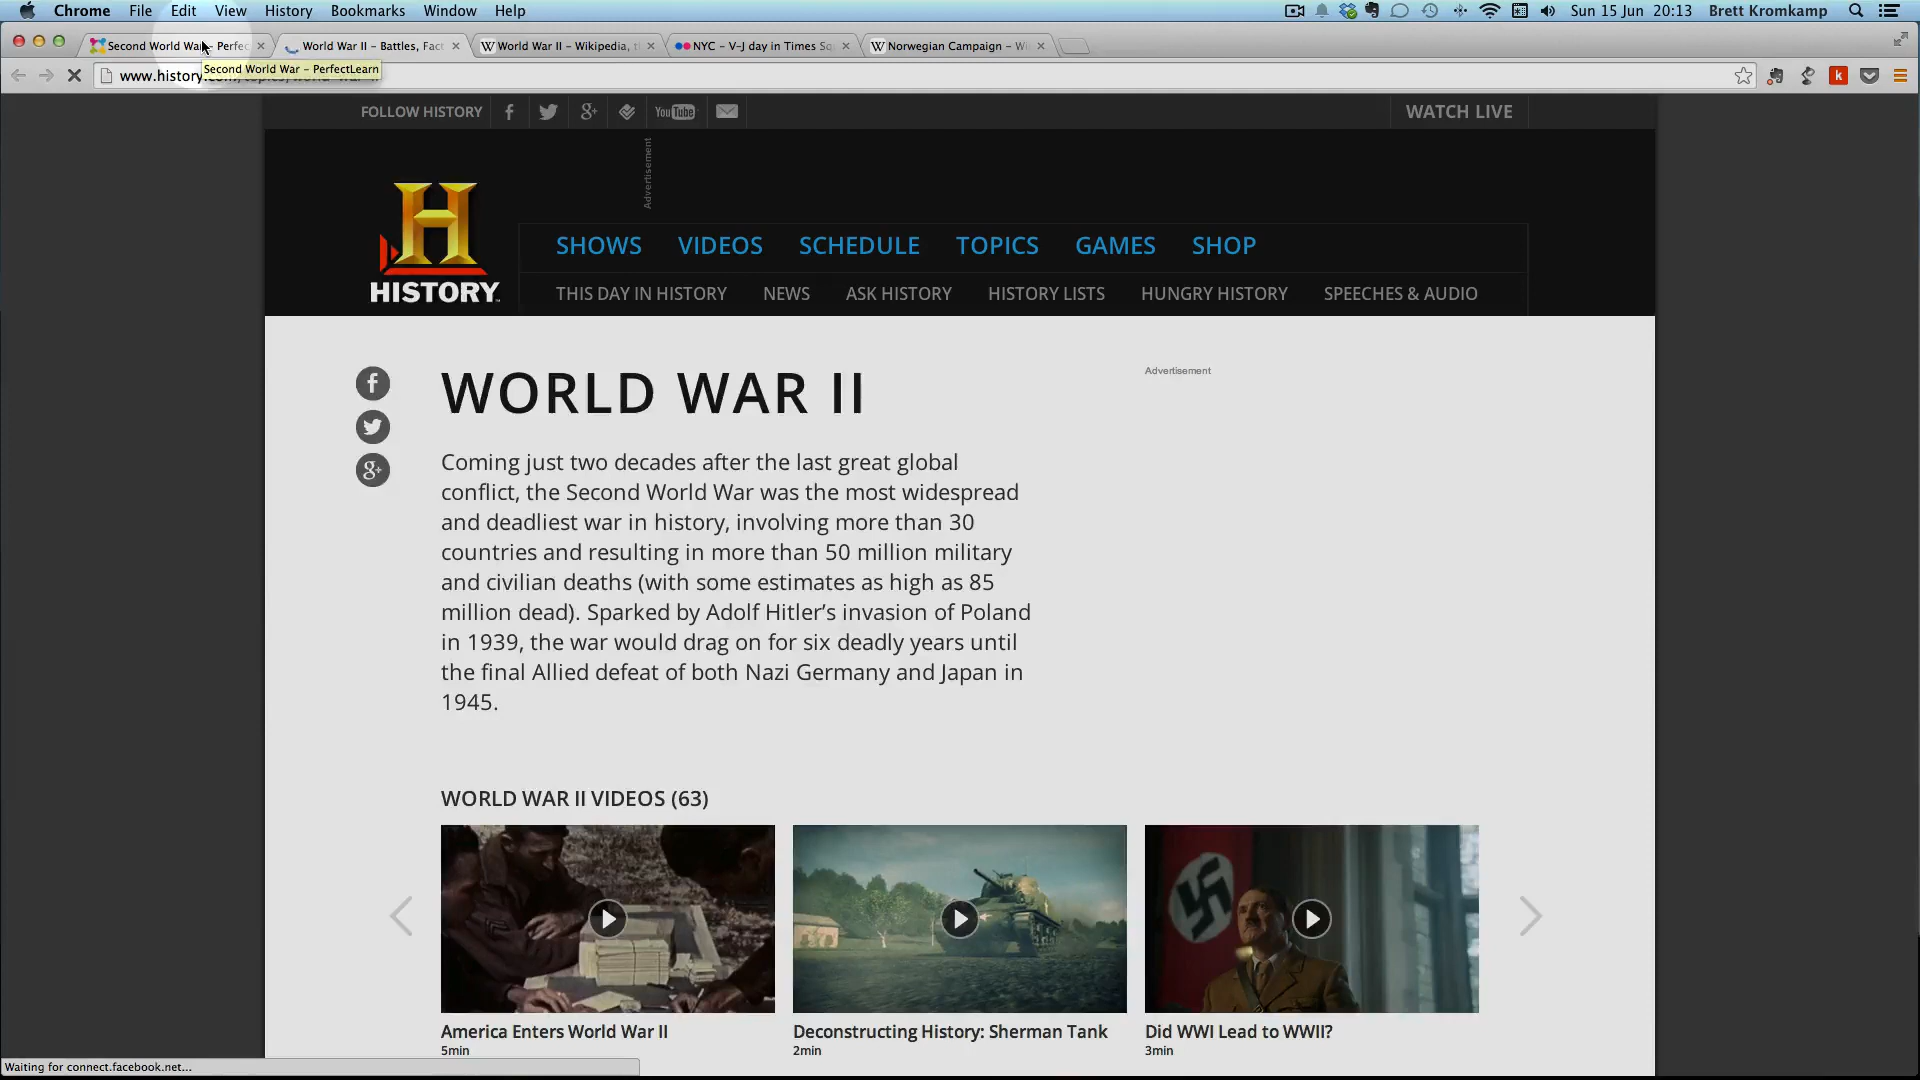 Chrome File Edit View History Bookmarks Window Help Sun 15 Jun 20:13 Brett Kromkamp
Second World War - Perfec World War II - Battles, Fact World War II - Wikipedia, t NYC - V-J day in Times Sq Norwegian Campaign - Wi
www.history.
Second World War - PerfectLearn
FOLLOW HISTORY You Tube WATCH LIVE
Advertisement
HISTORY
SHOWS VIDEOS SCHEDULE TOPICS GAMES SHOP
THIS DAY IN HISTORY NEWS ASK HISTORY HISTORY LISTS HUNGRY HISTORY SPEECHES & AUDIO
WORLD WAR II
Advertisement
Coming just two decades after the last great global
conflict, the Second World War was the most widespread
and deadliest war in history, involving more than 30
countries and resulting in more than 50 million military
and civilian deaths (with some estimates as high as 85
million dead). Sparked by Adolf Hitler’s invasion of Poland
in 1939, the war would drag on for six deadly years until
the final Allied defeat of both Nazi Germany and Japan in
1945.
WORLD WAR II VIDEOS (63)
America Enters World War II
5min
Deconstructing History: Sherman Tank
2min
Did WWI Lead to WWII?
3min
Waiting for connect.facebook.net...